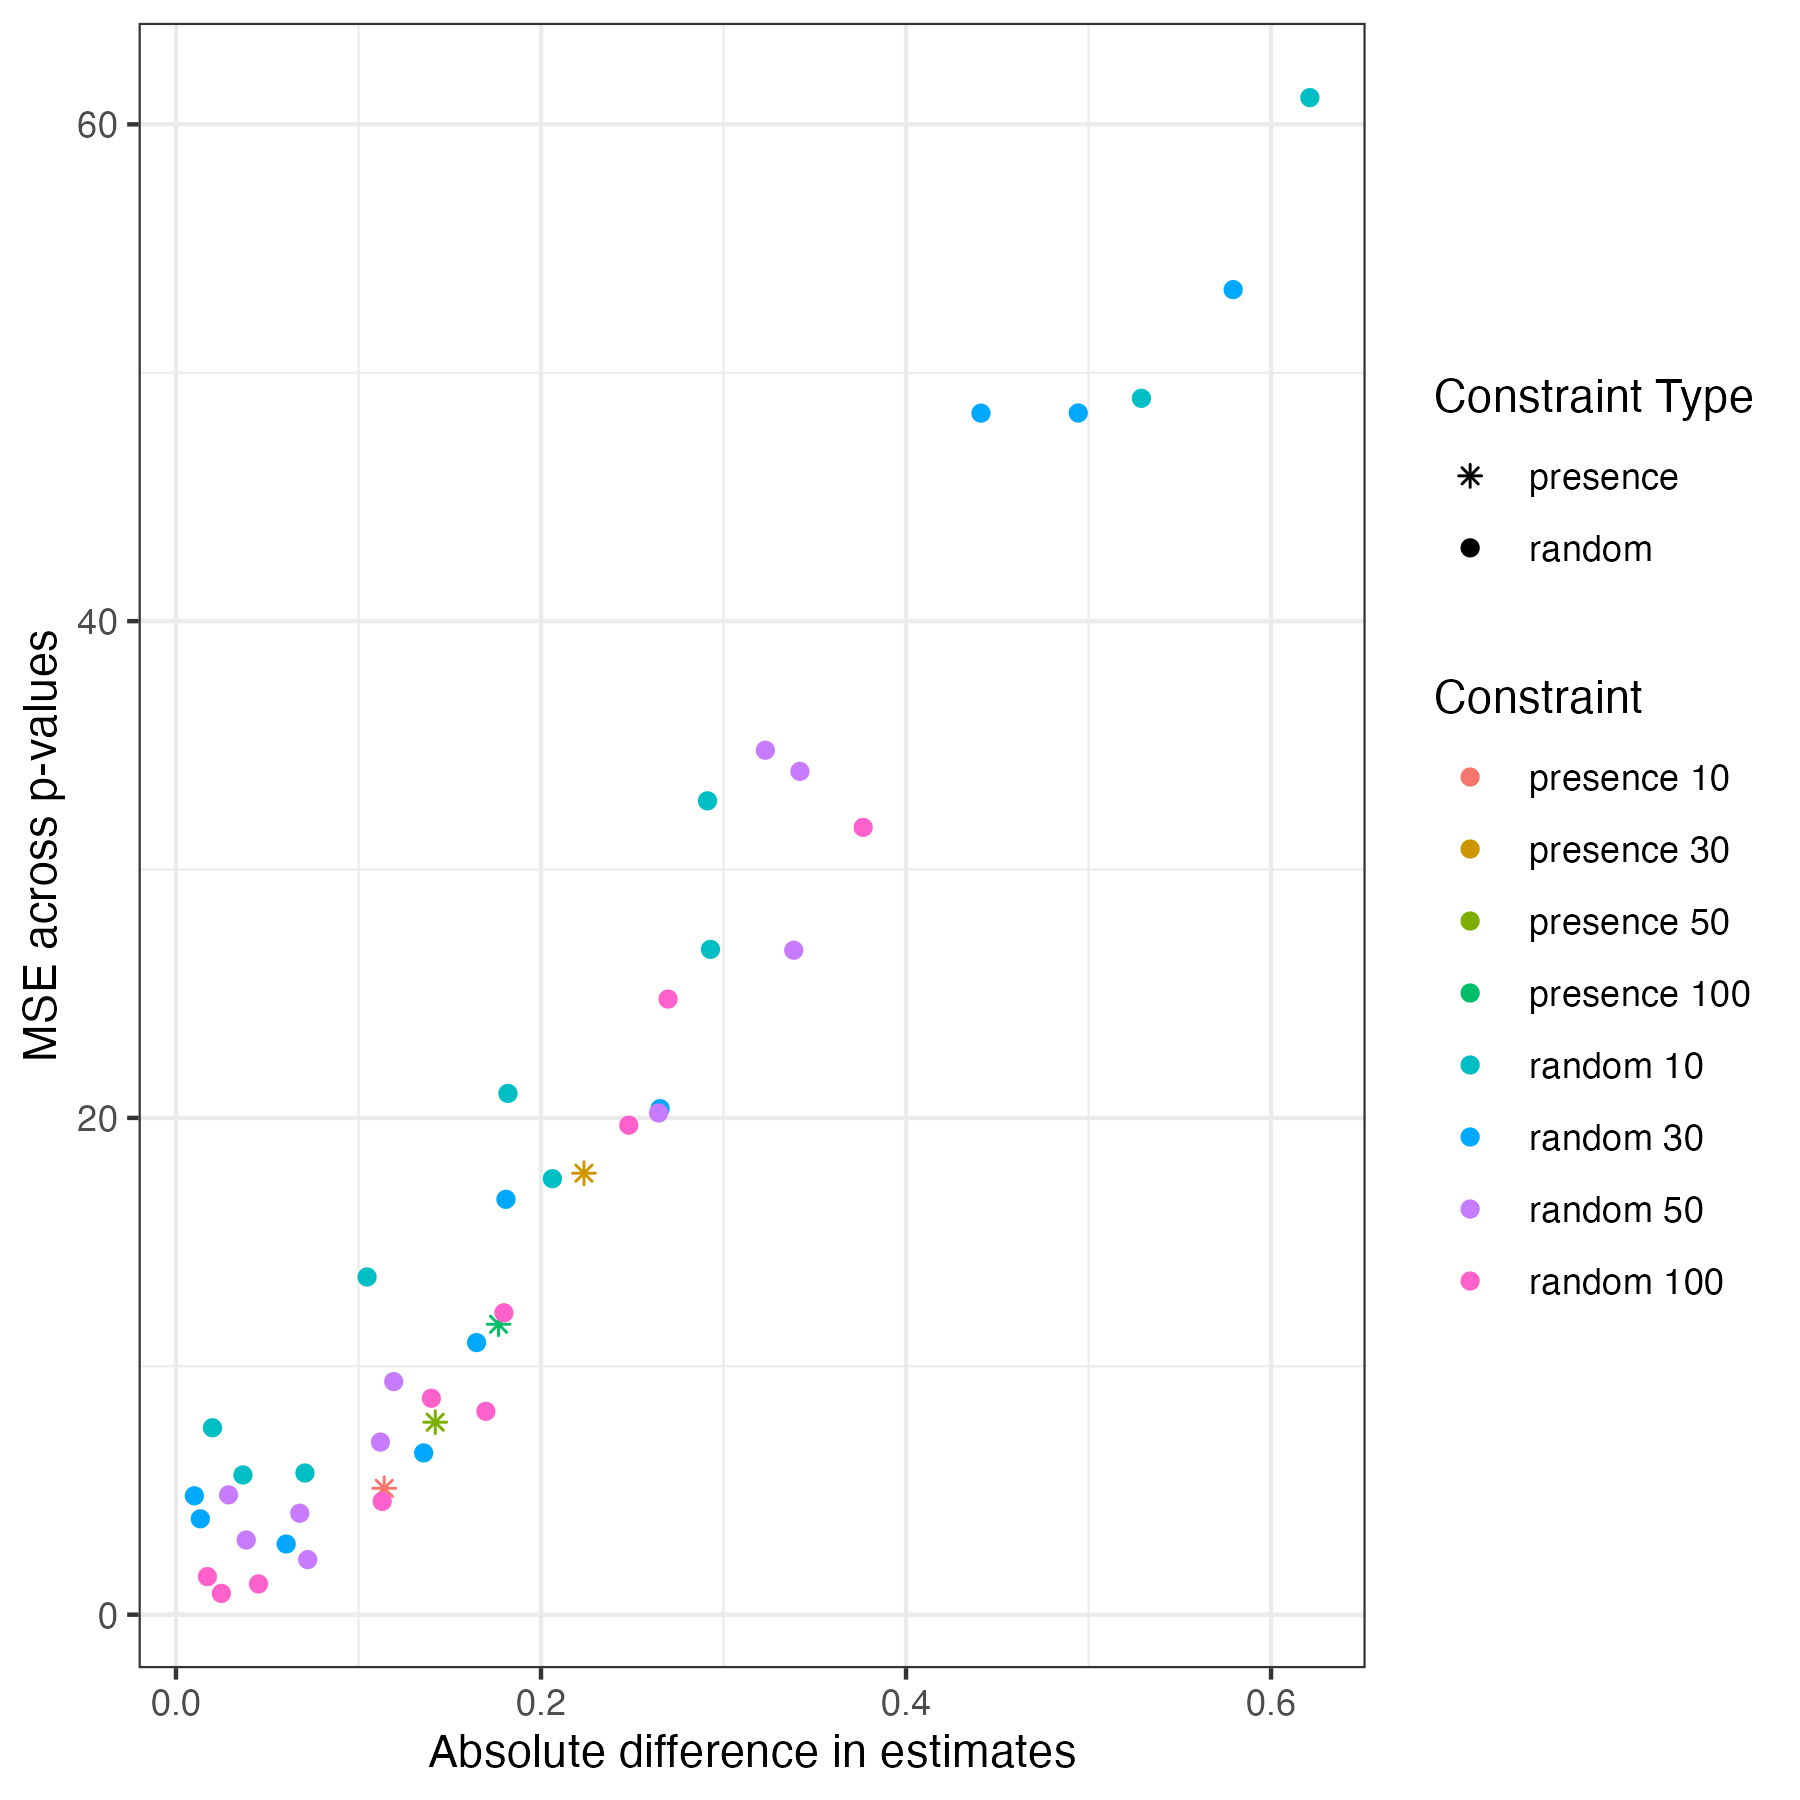 MSE across p-values
60
40
20
0
0.0
0.2
0.4
0.6
Absolute difference in estimates
Constraint Type
presence
random
Constraint
presence 10
presence 30
presence 50
presence 100
random 10
random 30
random 50
random 100